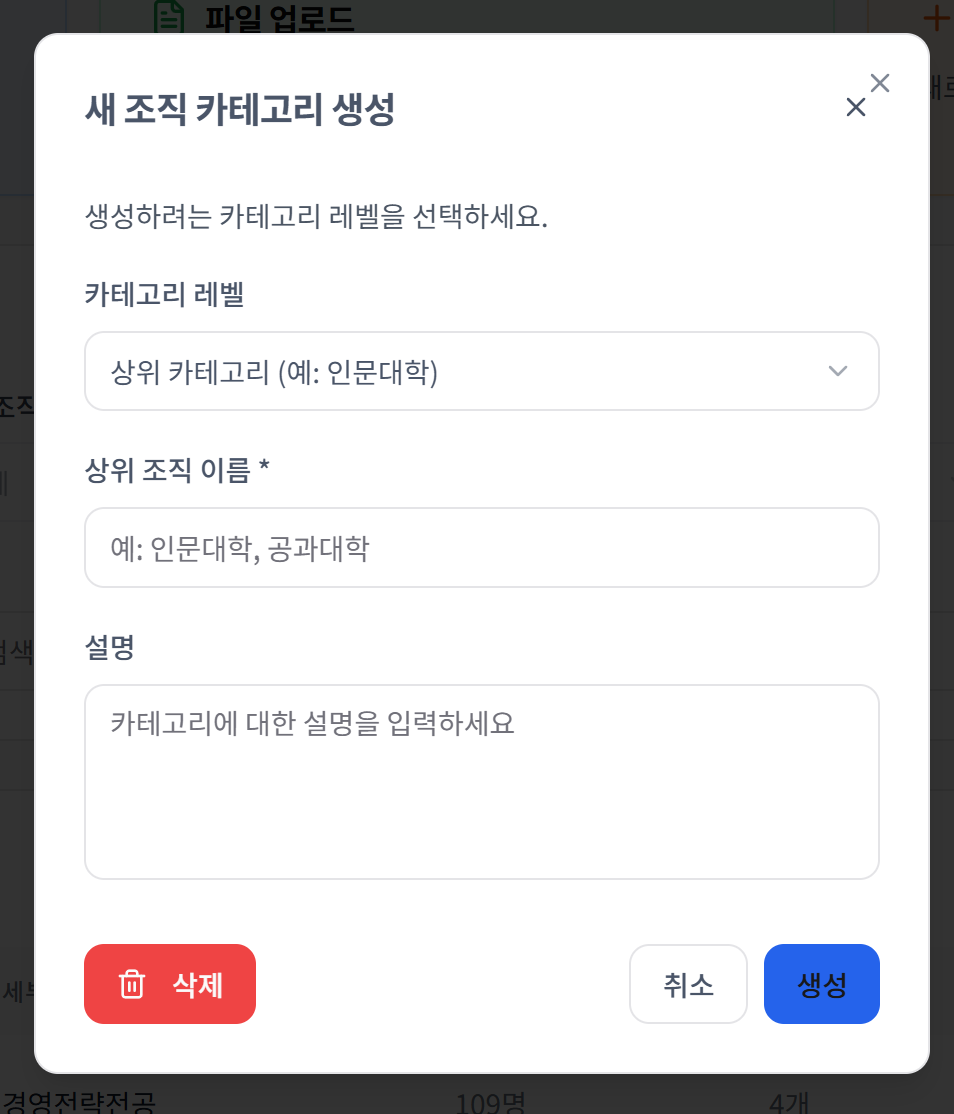 파일 업로드
새 조직 카테고리 생성
생성하려는 카테고리 레벨을 선택하세요.
카테고리 레벨
상위 카테고리 (예: 인문대학)
조직
상위 조직 이름 *
예: 인문대학, 공과대학
검색
설명
카테고리에 대한 설명을 입력하세요
삭제
취소
생성
경영전략전공
109명
4개